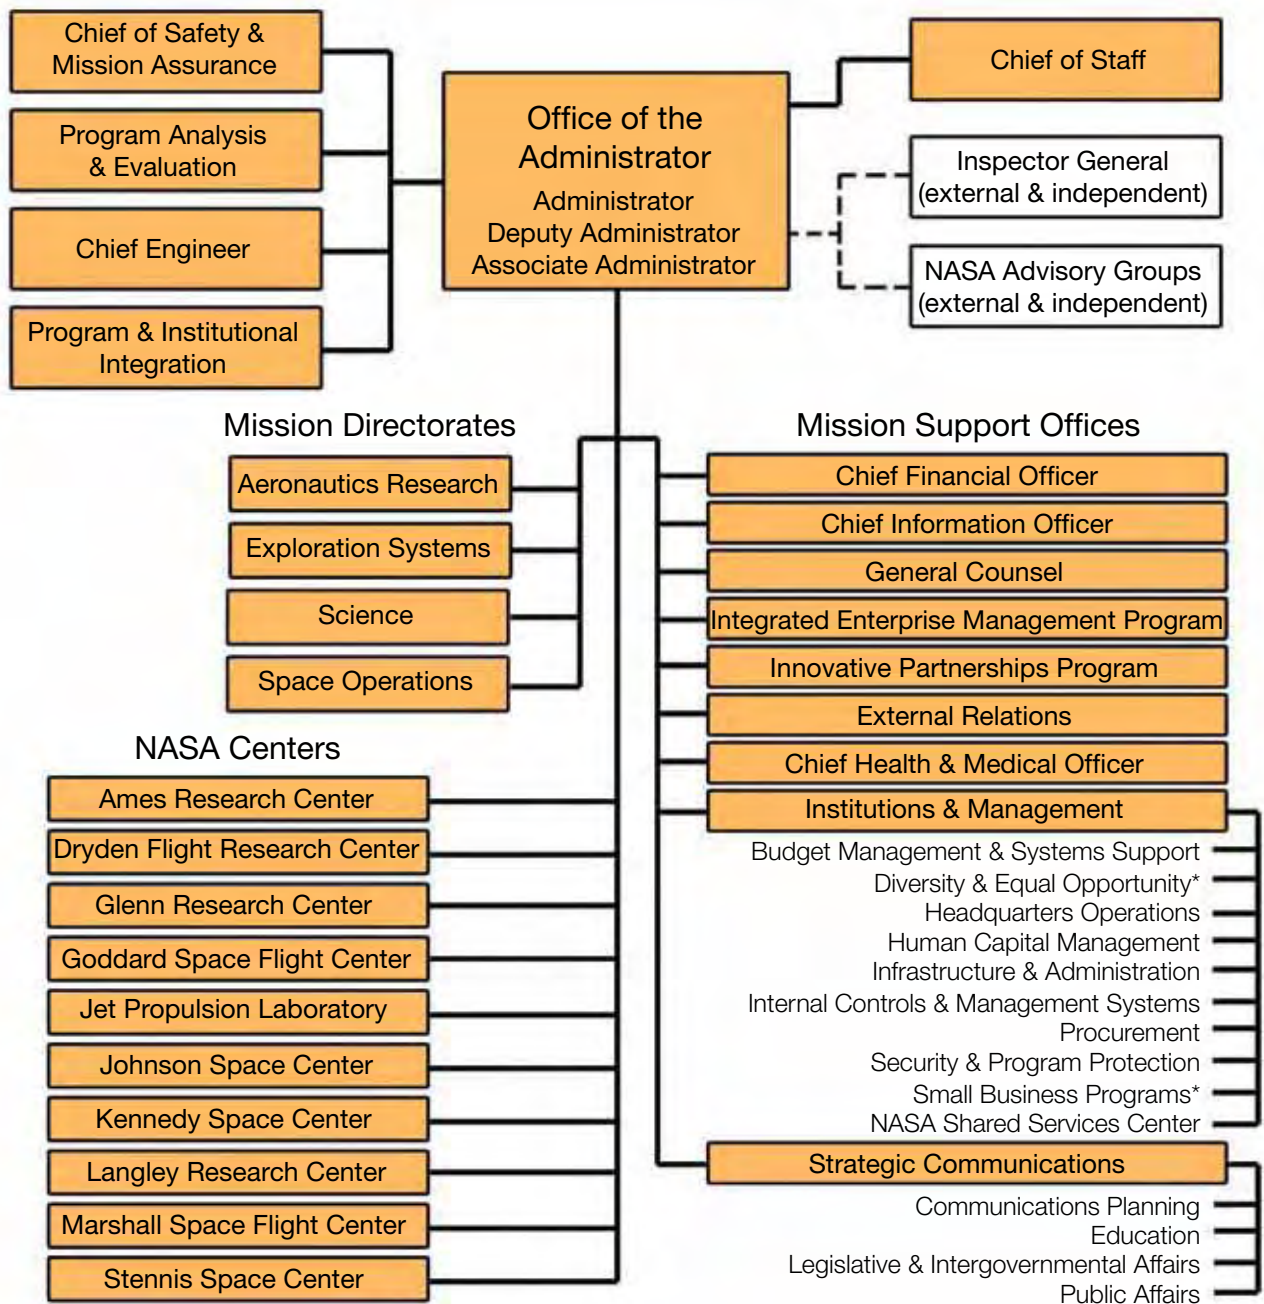 Chief of Safety &
Mission Assurance
Program Analysis
& Evaluation
Chief Engineer
Program & Institutional
Integration
Office of the
Administrator
Administrator
Deputy Administrator
Associate Administrator
Chief of Staff
Inspector General
(external & independent)
NASA Advisory Groups
(external & independent)
Mission Directorates
Aeronautics Research
Exploration Systems
Science
Space Operations
NASA Centers
Ames Research Center
Dryden Flight Research Center
Glenn Research Center
Goddard Space Flight Center
Jet Propulsion Laboratory
Johnson Space Center
Kennedy Space Center
Langley Research Center
Marshall Space Flight Center
Stennis Space Center
Mission Support Offices
Chief Financial Officer
Chief Information Officer
General Counsel
Integrated Enterprise Management Program
Innovative Partnerships Program
External Relations
Chief Health & Medical Officer
Institutions & Management
Budget Management & Systems Support
Diversity & Equal Opportunity*
Headquarters Operations
Human Capital Management
Infrastructure & Administration
Internal Controls & Management Systems
Procurement
Security & Program Protection
Small Business Programs*
NASA Shared Services Center
Strategic Communications
Communications Planning
Education
Legislative & Intergovernmental Affairs
Public Affairs